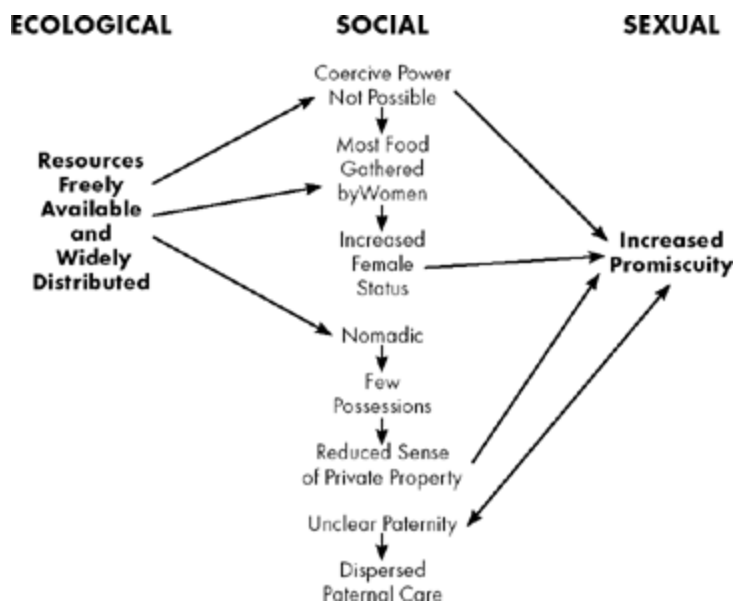 ECOLOGICAL
SOCIAL
SEXUAL
Coercive Power
Not Possible
Most Food
Gathered
byWomen
Increased
Female
Status
Resources
Freely
Available
and
Widely
Distributed
Nomadic
Few
Possessions
Reduced Sense
of Private Property
Unclear Paternity
Dispersed
Paternal Care
Increased
Promiscuity